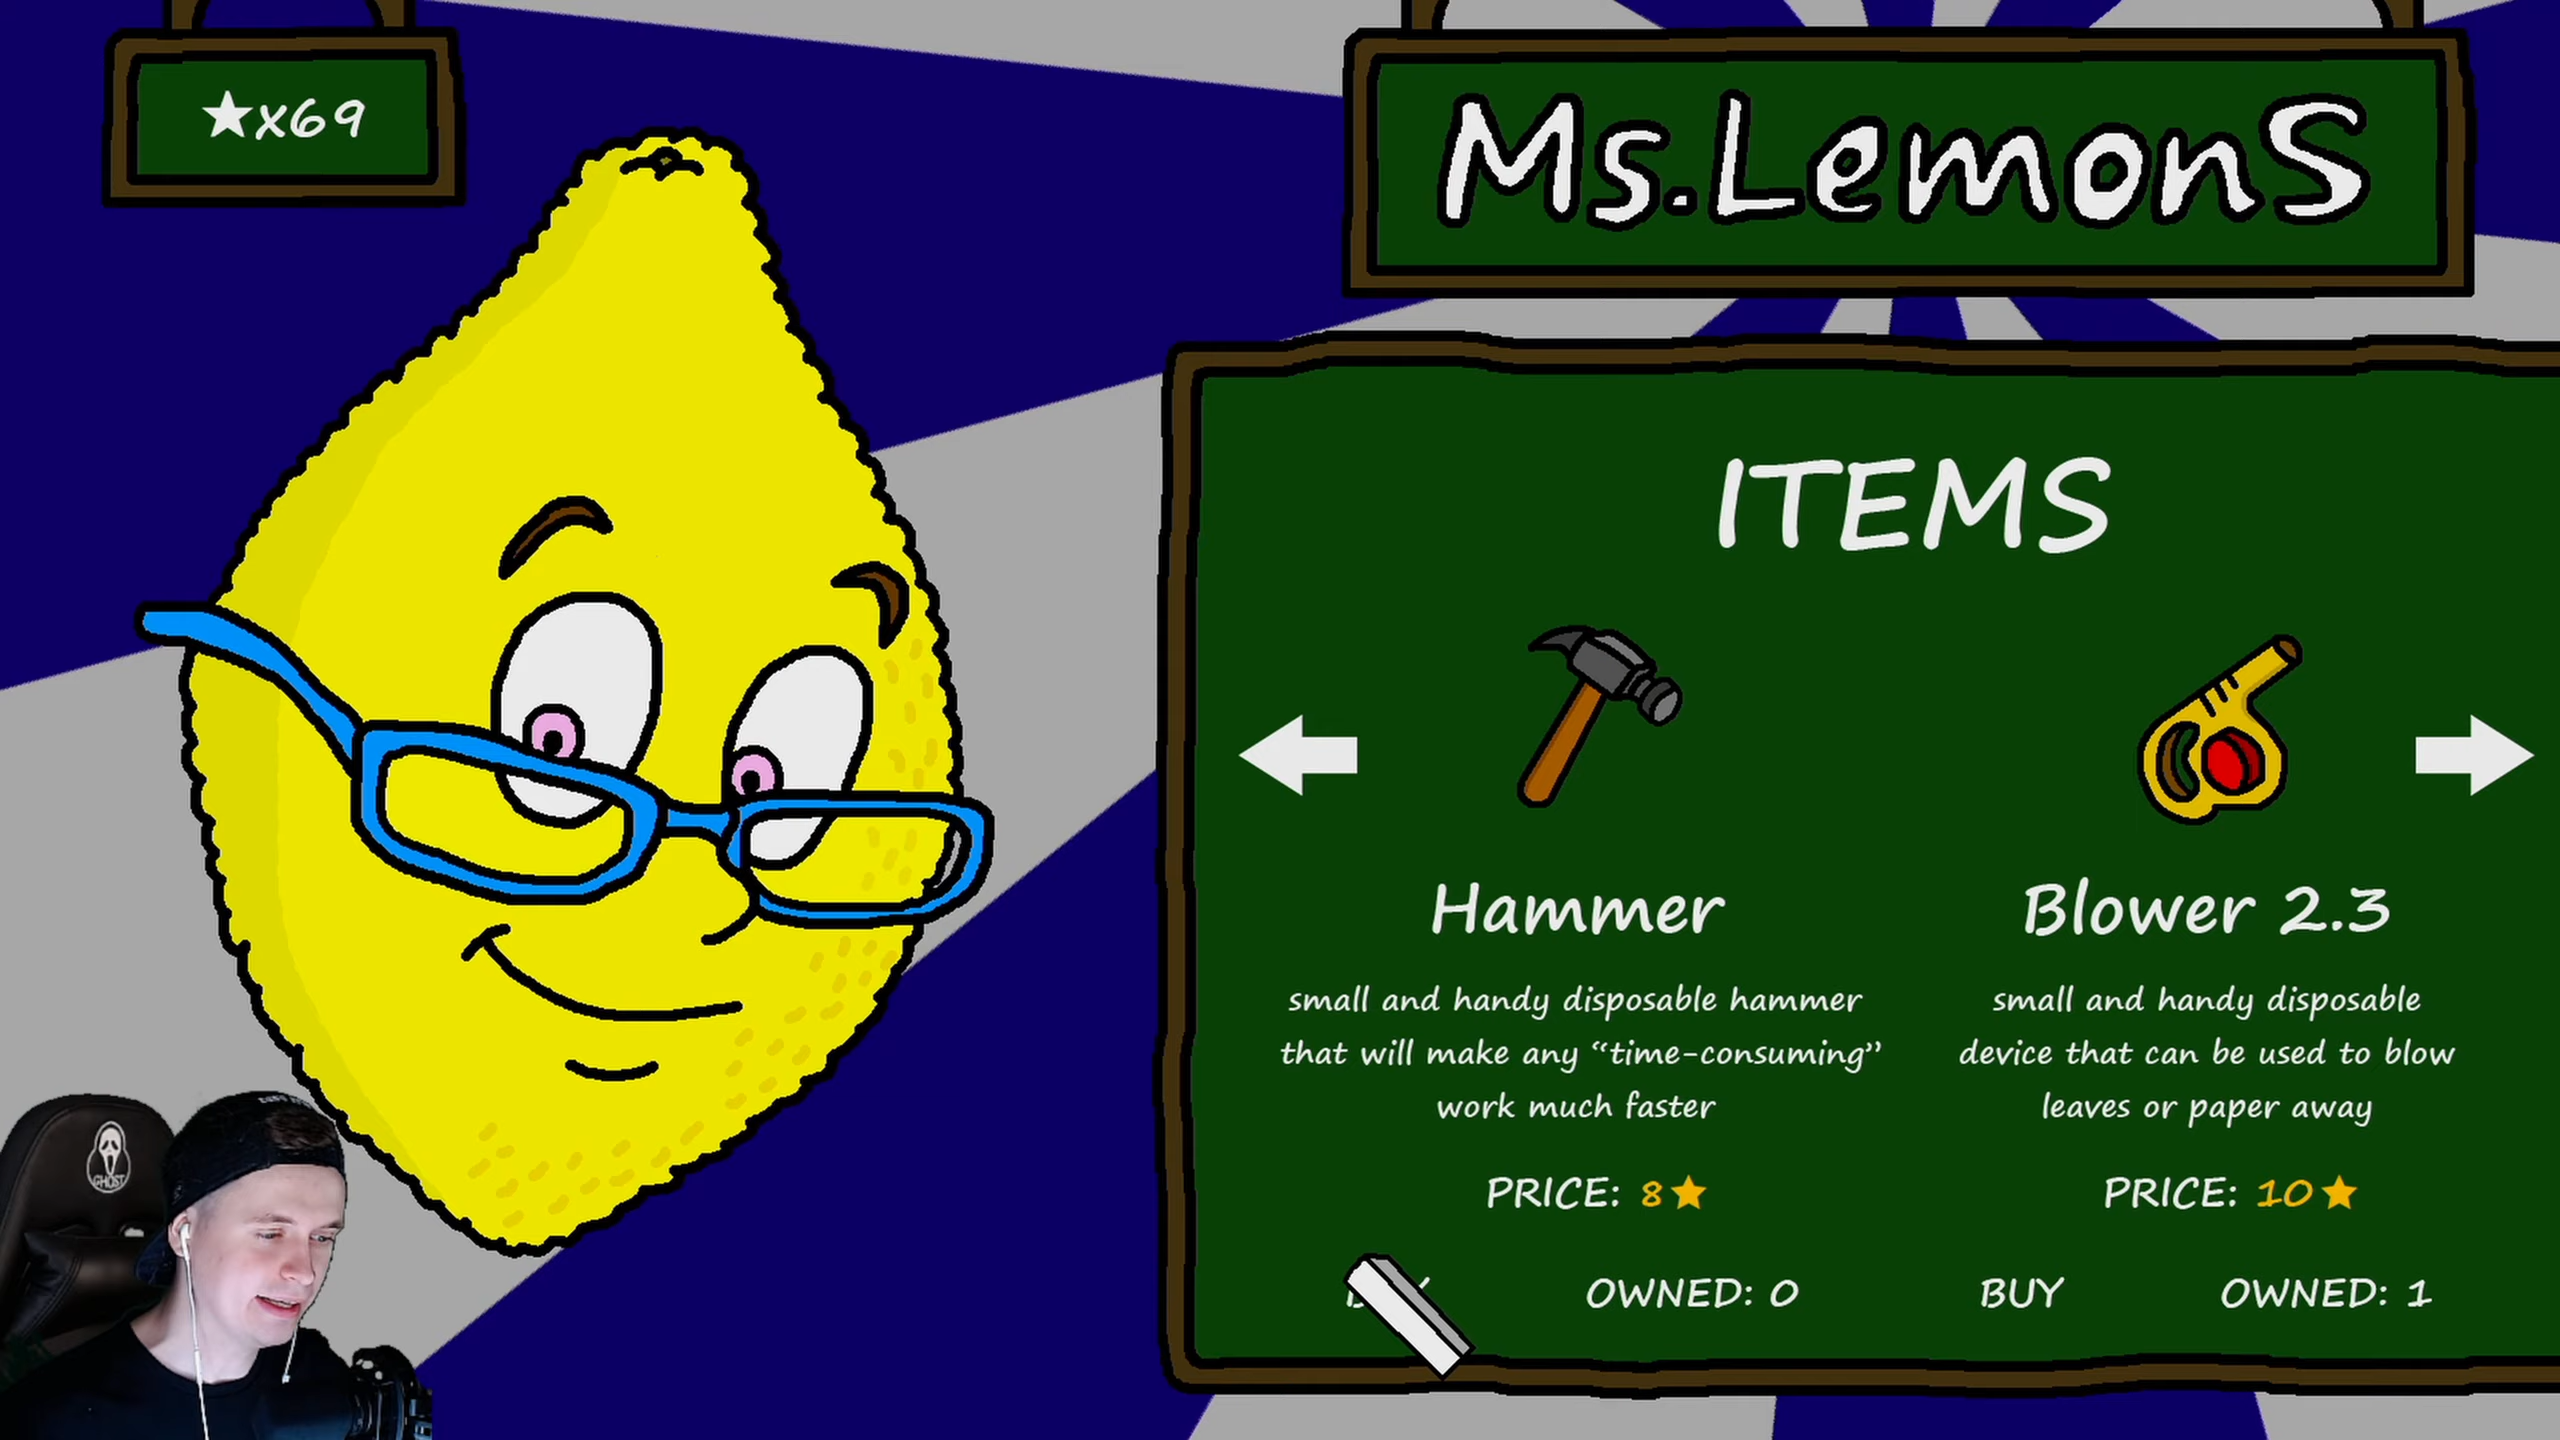 ★x69
Ms.LemonS
ITEMS
Hammer
small and handy disposable hammer
that will make any “time-consuming”
work much faster
PRICE: 8★
OWNED: 0
Blower 2.3
small and handy disposable
device that can be used to blow
leaves or paper away
PRICE: 10★
BUY
OWNED: 1
GHOST